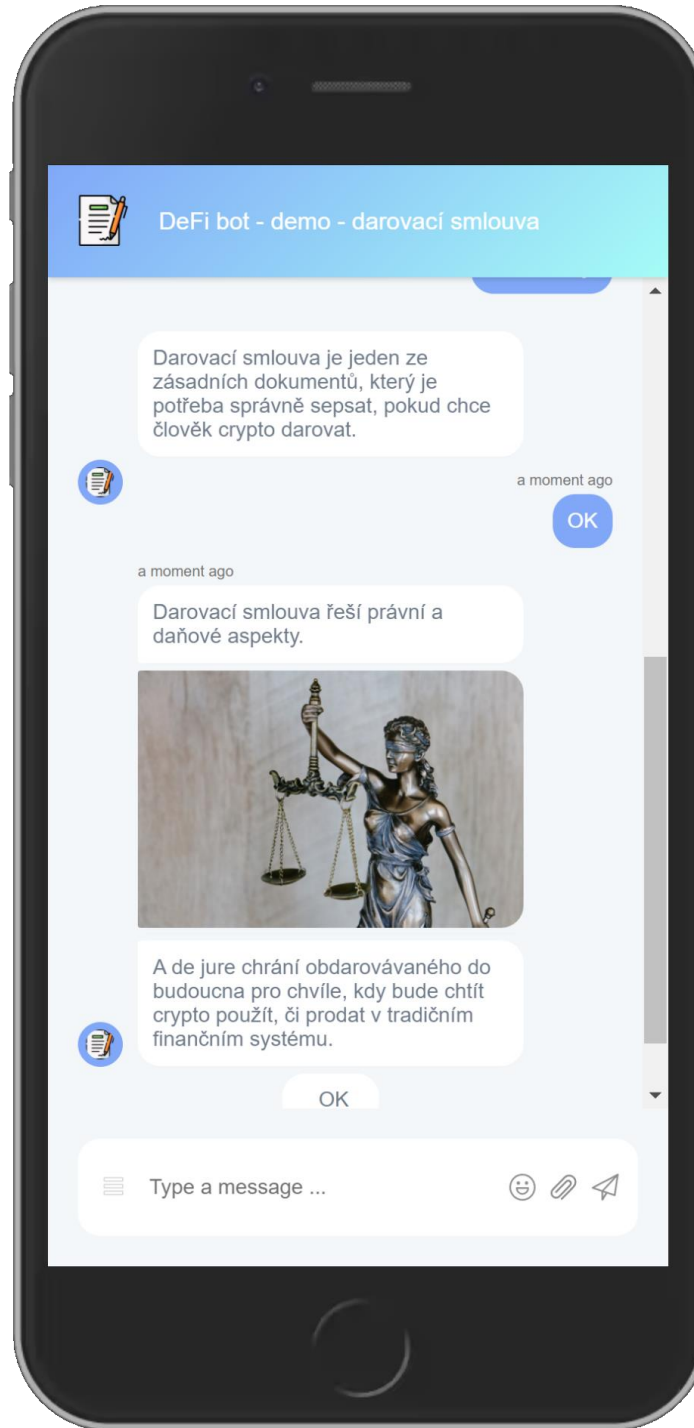 DeFi bot - demo - darovací smlouva
Darovací smlouva je jeden ze
zásadních dokumentů, který je
potřeba správně sepsat, pokud chce
člověk crypto darovat.
a moment ago
OK
a moment ago
Darovací smlouva řeší právní a
daňové aspekty.
A de jure chrání obdarovávaného do
budoucna pro chvíle, kdy bude chtít
crypto použít, či prodat v tradičním
finančním systému.
OK
Type a message ...